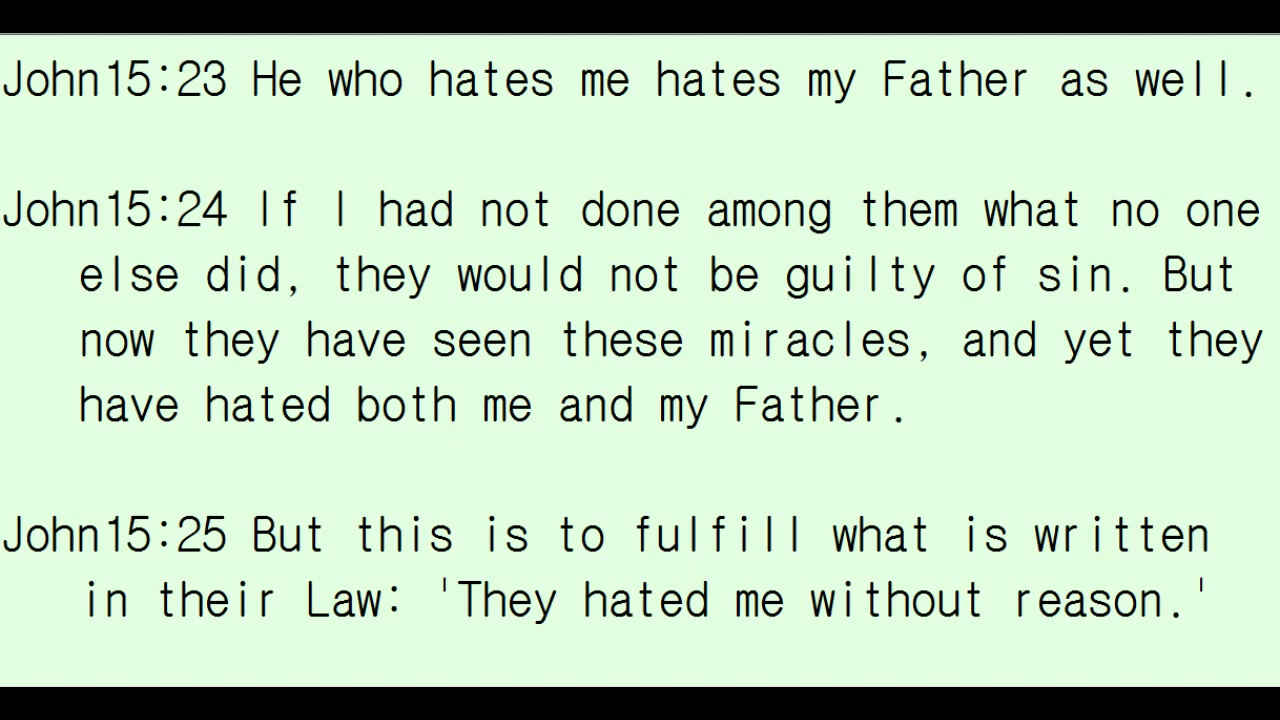 John15:23 He who hates me hates my Father as well.
John15:24 If I had not done among them what no one
else did, they would not be guilty of sin. But
now they have seen these miracles, and yet they
have hated both me and my Father.
John15:25 But this is to fulfill what is written
in their Law: 'They hated me without reason.'